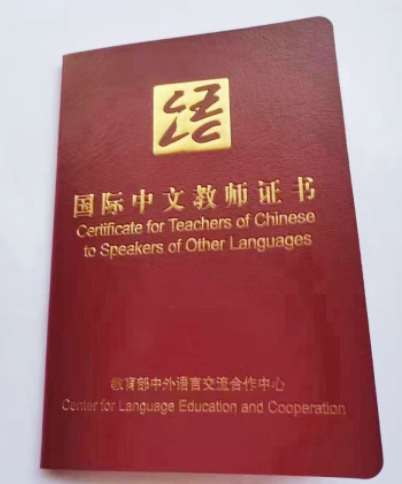 国际中文教师证书
Certificate for Teachers of Chinese
to Speakers of Other Languages
教育部中外语言交流合作中心
Center for Language Education and Cooperation